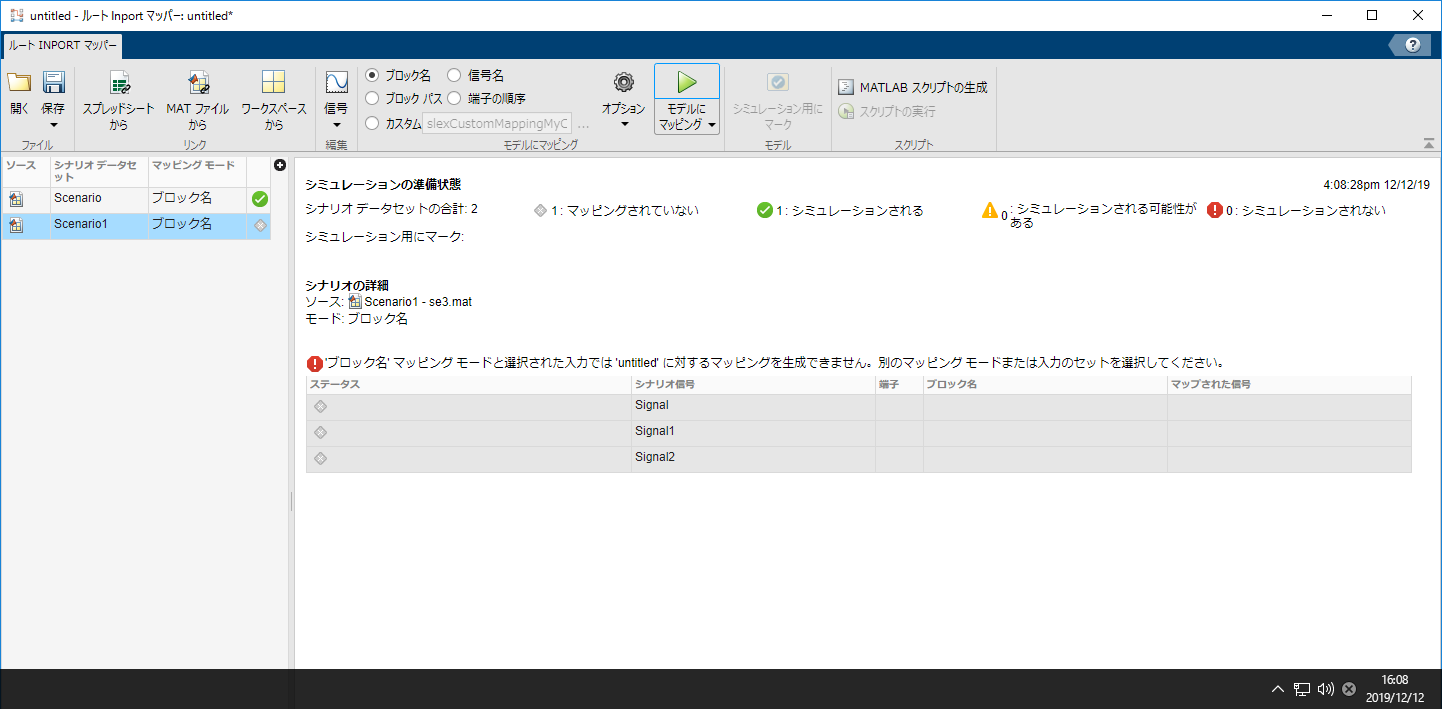 untitled - ルート Inport マッパー: untitled*
ルート INPORT マッパー
?
開く
保存
ファイル
スプレッドシート
から
MAT ファイル
から
ワークスペース
から
リンク
信号
編集
ブロック名
信号名
ブロック パス
端子の順序
カスタム
slexCustomMappingMyC
...
オプション
モデルに
マッピング
モデルにマッピング
シミュレーション用に
マーク
モデル
MATLAB スクリプトの生成
スクリプトの実行
スクリプト
ソース
シナリオ データセ
ット
マッピング モード
Scenario
ブロック名
Scenario1
ブロック名
シミュレーションの準備状態
4:08:28pm 12/12/19
シナリオ データセットの合計: 2
1: マッピングされていない
1: シミュレーションされる
0: シミュレーションされる可能性が
ある
0: シミュレーションされない
シミュレーション用にマーク:
シナリオの詳細
ソース: Scenario1 - se3.mat
モード: ブロック名
'ブロック名' マッピング モードと選択された入力では 'untitled' に対するマッピングを生成できません。別のマッピング モードまたは入力のセットを選択してください。
ステータス
シナリオ信号
端子
ブロック名
マップされた信号
Signal
Signal1
Signal2
16:08
2019/12/12